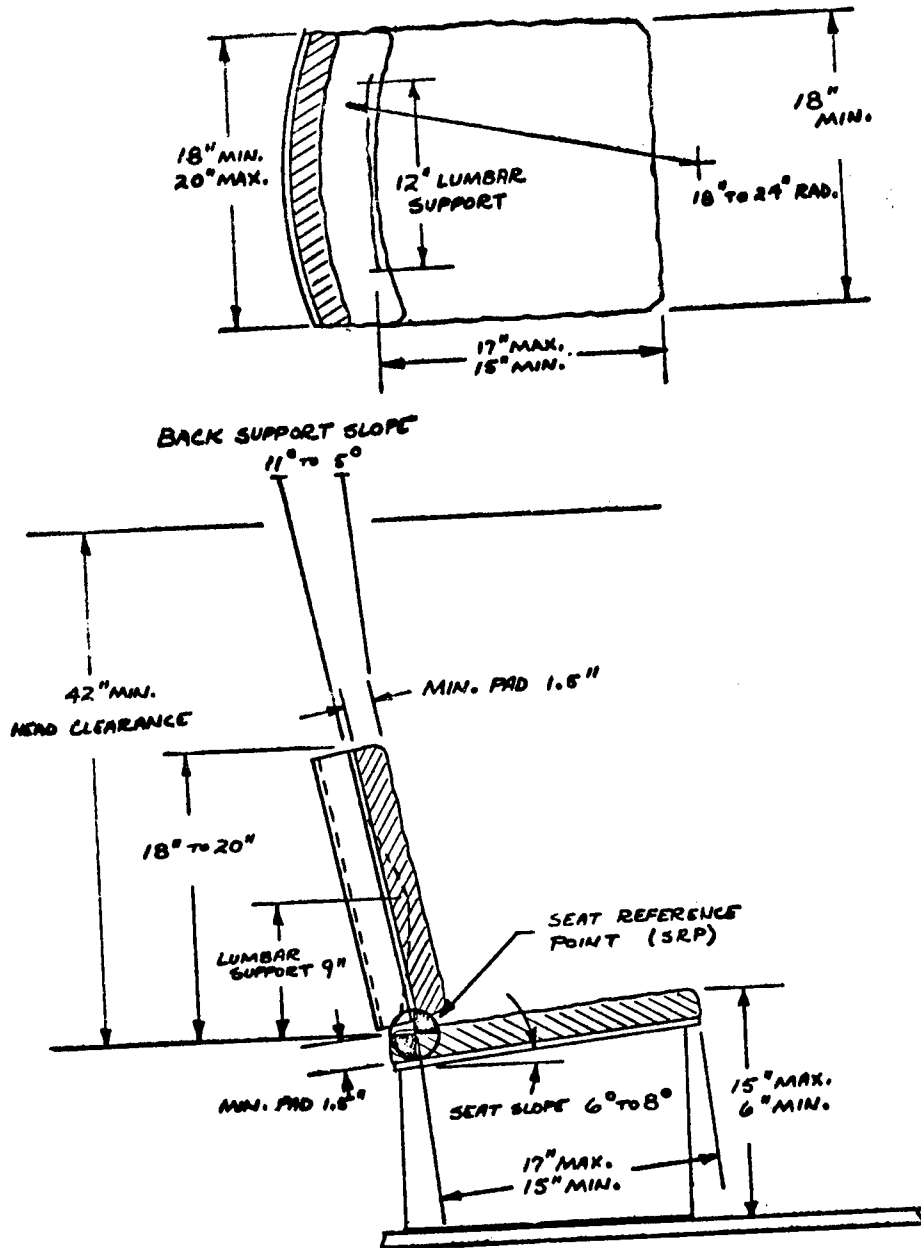 18" MIN.
20" MAX.
12" LUMBAR
SUPPORT
18"
MIN.
18" TO 24" RAD.
17" MAX.
15" MIN.
BACK SUPPORT SLOPE
11° TO 5°
42" MIN.
HEAD CLEARANCE
MIN. PAD 1.5"
18" TO 20"
LUMBAR
SUPPORT 9"
SEAT REFERENCE
POINT (SRP)
MIN. PAD 1.5"
SEAT SLOPE 6° TO 8°
15" MAX.
6" MIN.
17" MAX.
15" MIN.